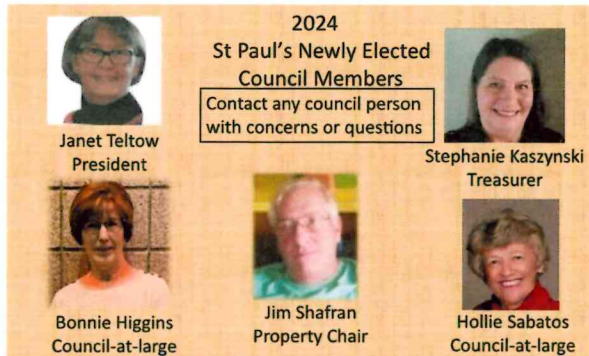 2024
St Paul's Newly Elected
Council Members
Contact any council person
with concerns or questions
Janet Teltow
President
Stephanie Kaszynski
Treasurer
Bonnie Higgins
Council-at-large
Jim Shafran
Property Chair
Hollie Sabatos
Council-at-large